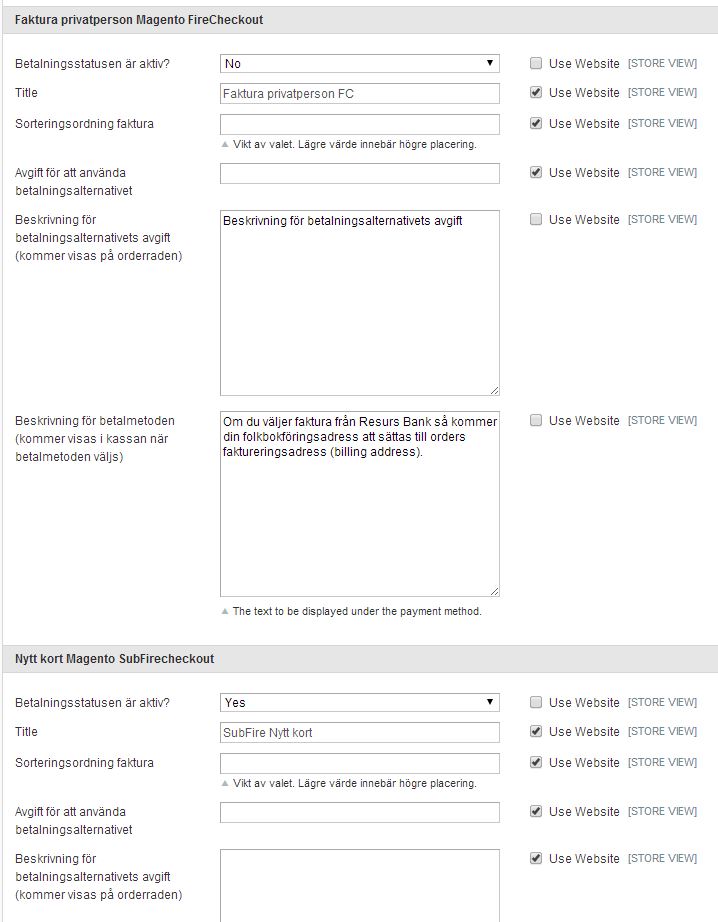 Faktura privatperson Magento FireCheckout
Betalningsstatusen är aktiv? No Use Website [STORE VIEW]
Title Faktura privatperson FC Use Website [STORE VIEW]
Sorteringsordning faktura Use Website [STORE VIEW]
Vikt av valet. Lägre värde innebär högre placering.
Avgift för att använda Use Website [STORE VIEW]
betalningsalternativet
Beskrivning för Beskrivning för betalningsalternativets avgift Use Website [STORE VIEW]
betalningsalternativets avgift
(kommer visas på orderraden)
Beskrivning för betalmetoden Om du väljer faktura från Resurs Bank så kommer Use Website [STORE VIEW]
(kommer visas i kassan när din folkbokföringsadress att sättas till orders
betalmetoden väljs) faktureringsadress (billing address).
The text to be displayed under the payment method.
Nytt kort Magento SubFirecheckout
Betalningsstatusen är aktiv? Yes Use Website [STORE VIEW]
Title SubFire Nytt kort Use Website [STORE VIEW]
Sorteringsordning faktura Use Website [STORE VIEW]
Vikt av valet. Lägre värde innebär högre placering.
Avgift för att använda Use Website [STORE VIEW]
betalningsalternativet
Beskrivning för Use Website [STORE VIEW]
betalningsalternativets avgift
(kommer visas på orderraden)